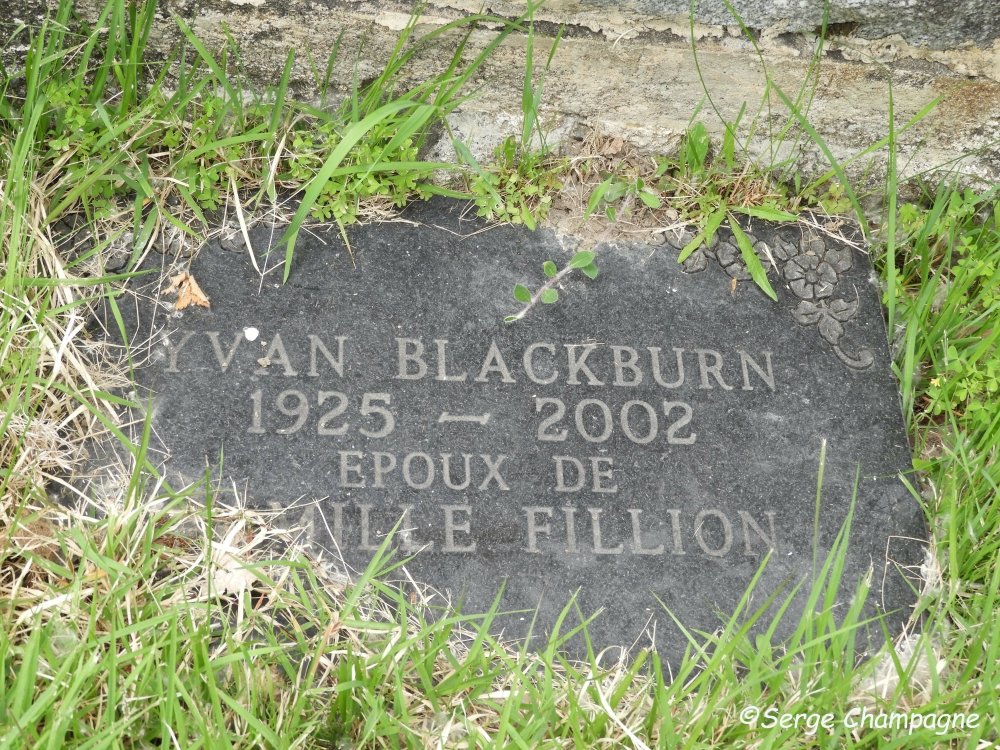 YVAN BLACKBURN
1925 – 2002
EPOUX DE
FILLION
©Serge Champagne